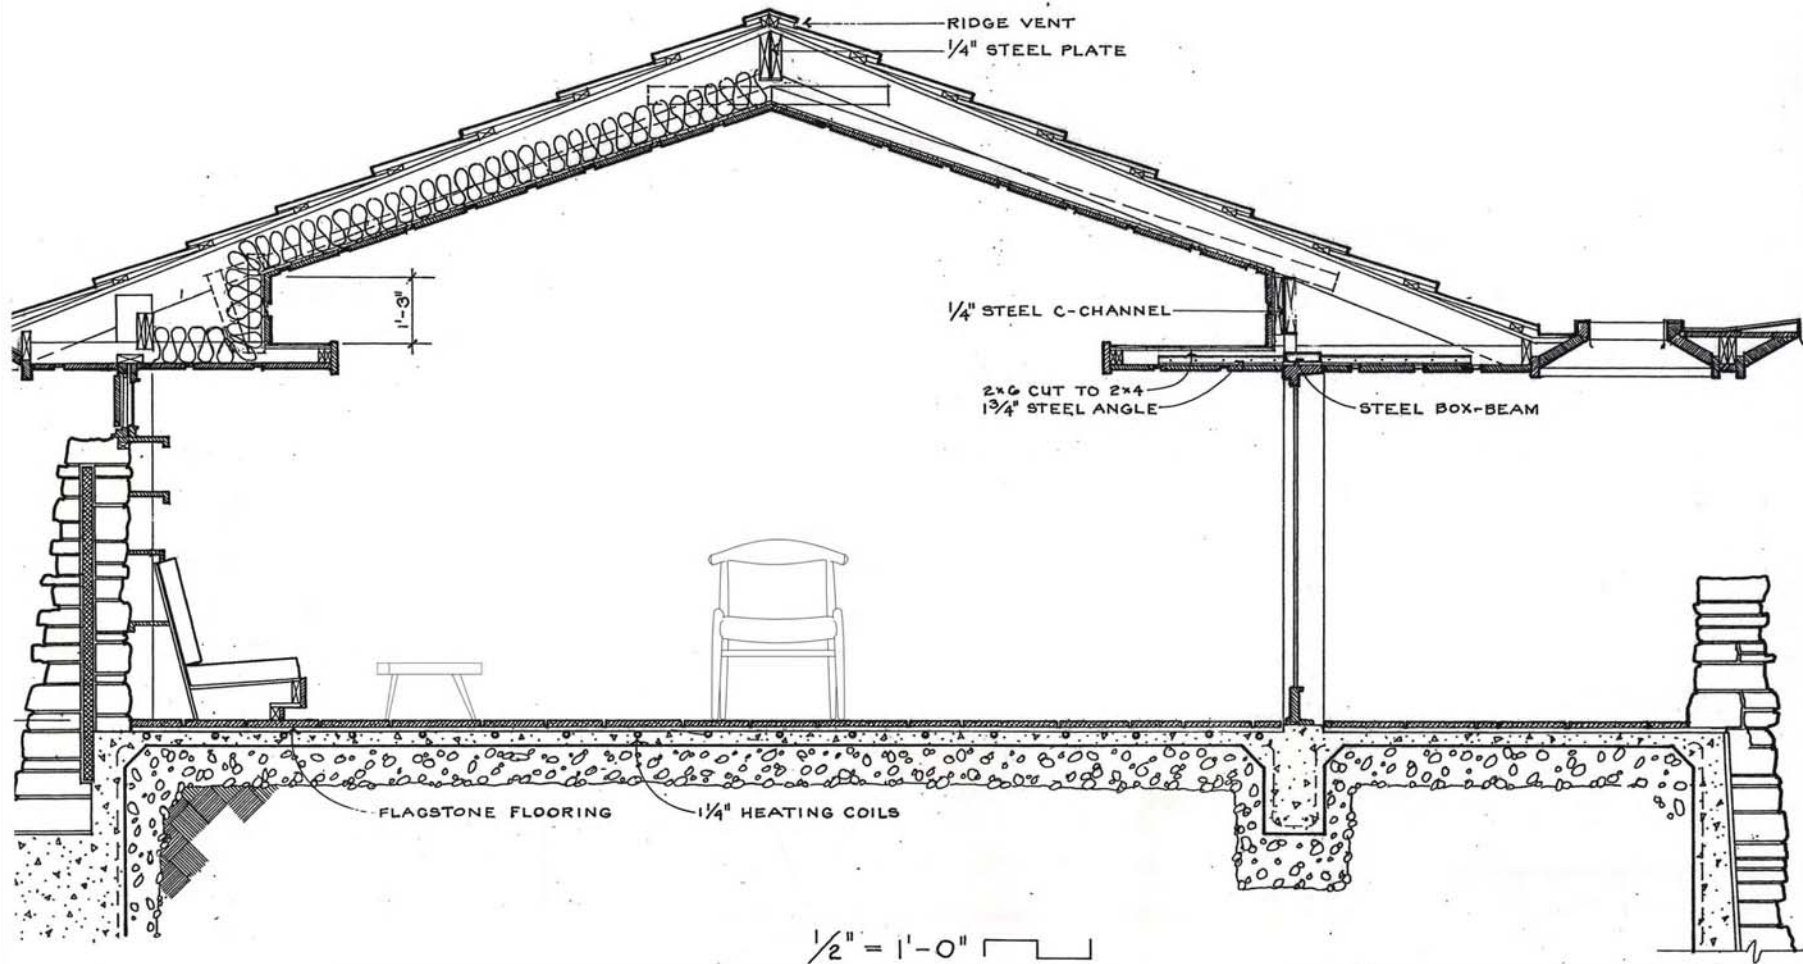 RIDGE VENT
1/4" STEEL PLATE
1'-3"
1/4" STEEL C-CHANNEL
2×6 CUT TO 2×4
1 3/4" STEEL ANGLE
STEEL BOX-BEAM
FLAGSTONE FLOORING
1 1/4" HEATING COILS
1/2" = 1'-0"